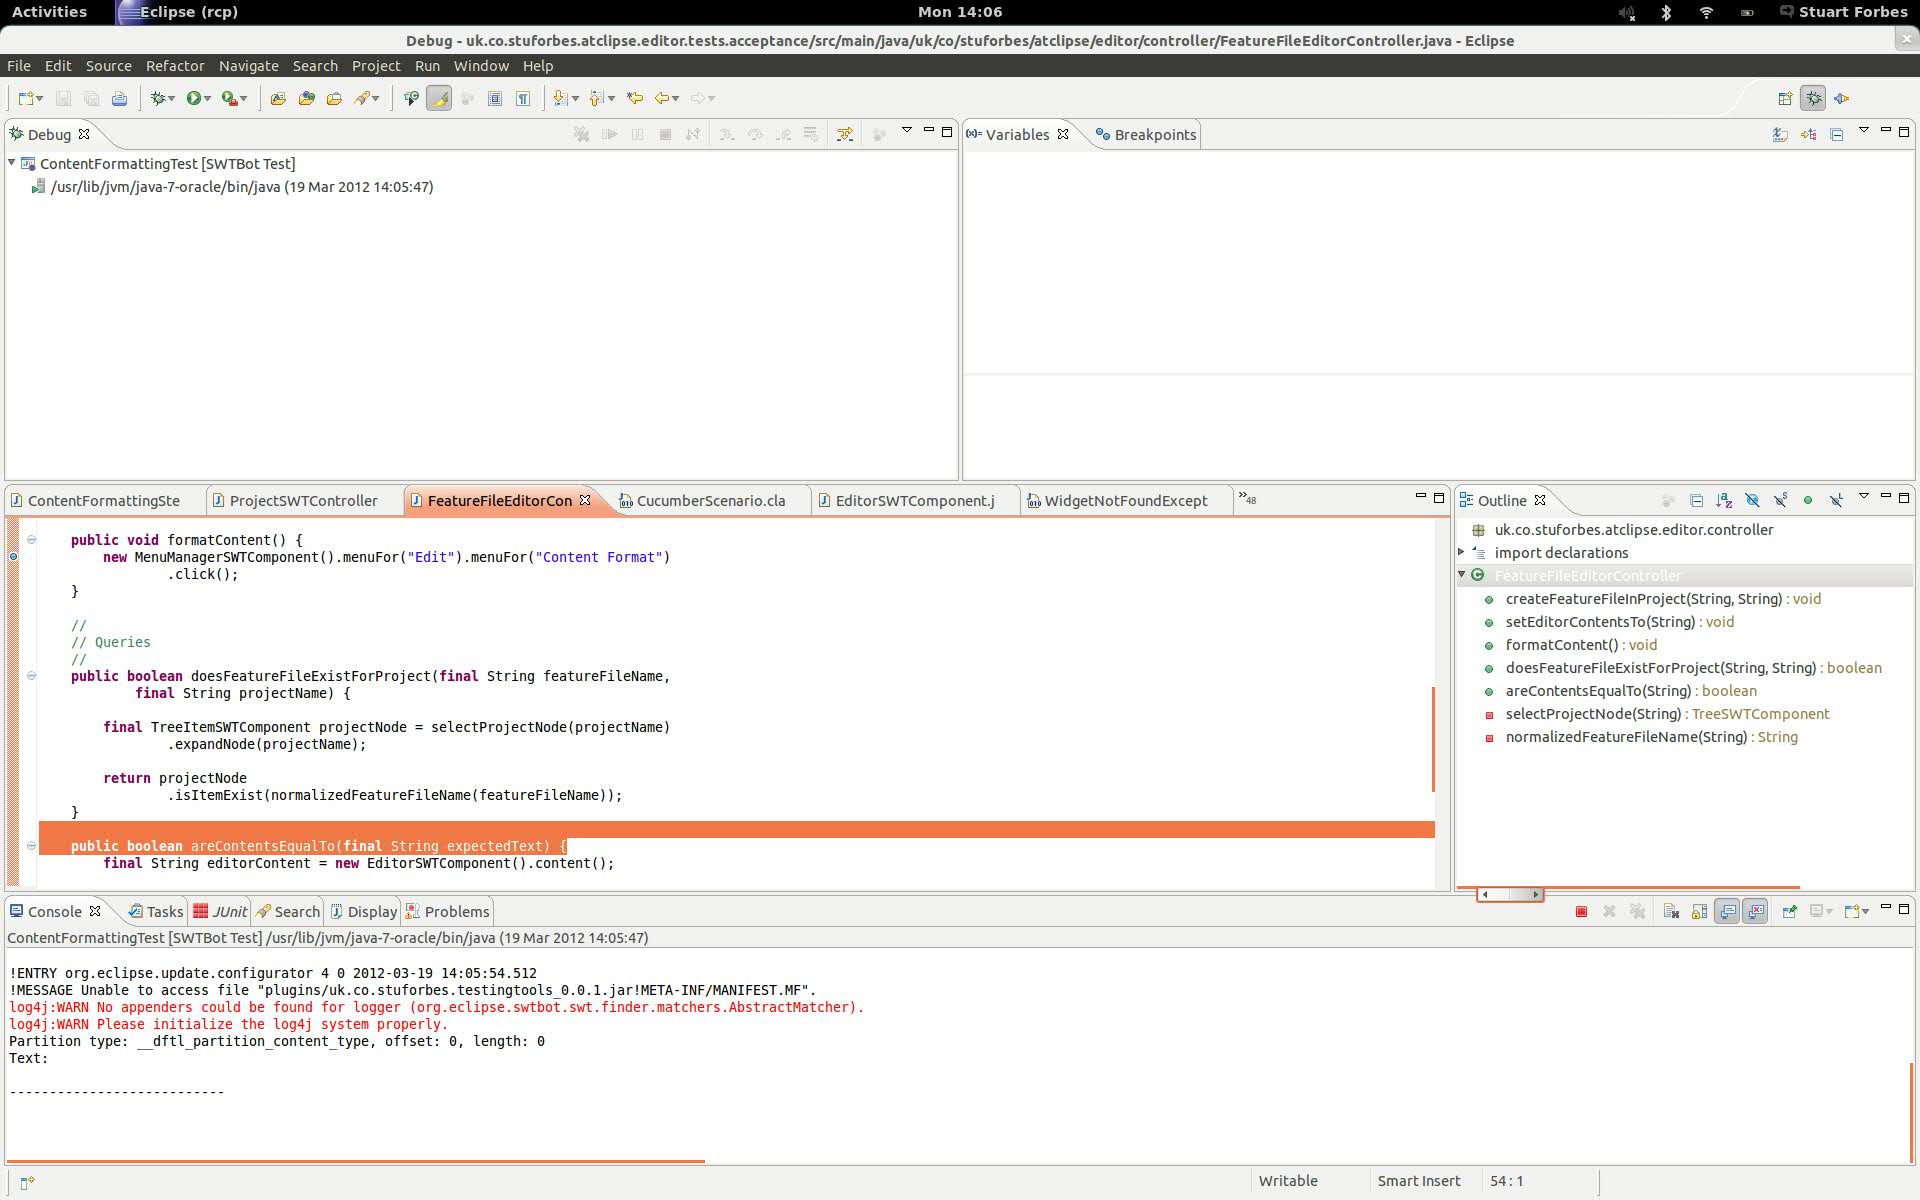 Activities
Eclipse (rcp)
Mon 14:06
Stuart Forbes
Debug - uk.co.stuforbes.atclipse.editor.tests.acceptance/src/main/java/uk/co/stuforbes/atclipse/editor/controller/FeatureFileEditorController.java - Eclipse
File Edit Source Refactor Navigate Search Project Run Window Help
Debug
ContentFormattingTest [SWTBot Test]
/usr/lib/jvm/java-7-oracle/bin/java (19 Mar 2012 14:05:47)
(x)= Variables
Breakpoints
ContentFormattingSte
ProjectSWTController
FeatureFileEditorCon
CucumberScenario.cla
EditorSWTComponent.j
WidgetNotFoundExcept
»48
public void formatContent() {
new MenuManagerSWTComponent().menuFor("Edit").menuFor("Content Format")
.click();
}
//
// Queries
//
public boolean doesFeatureFileExistForProject(final String featureFileName,
final String projectName) {
final TreeItemSWTComponent projectNode = selectProjectNode(projectName)
.expandNode(projectName);
return projectNode
.isItemExist(normalizedFeatureFileName(featureFileName));
}
public boolean areContentsEqualTo(final String expectedText) {
final String editorContent = new EditorSWTComponent().content();
Outline
uk.co.stuforbes.atclipse.editor.controller
import declarations
FeatureFileEditorController
createFeatureFileInProject(String, String) : void
setEditorContentsTo(String) : void
formatContent() : void
doesFeatureFileExistForProject(String, String) : boolean
areContentsEqualTo(String) : boolean
selectProjectNode(String) : TreeSWTComponent
normalizedFeatureFileName(String) : String
Console
Tasks
JUnit
Search
Display
Problems
ContentFormattingTest [SWTBot Test] /usr/lib/jvm/java-7-oracle/bin/java (19 Mar 2012 14:05:47)
!ENTRY org.eclipse.update.configurator 4 0 2012-03-19 14:05:54.512
!MESSAGE Unable to access file "plugins/uk.co.stuforbes.testingtools_0.0.1.jar!META-INF/MANIFEST.MF".
log4j:WARN No appenders could be found for logger (org.eclipse.swtbot.swt.finder.matchers.AbstractMatcher).
log4j:WARN Please initialize the log4j system properly.
Partition type: __dftl_partition_content_type, offset: 0, length: 0
Text:
---------------------------
Writable
Smart Insert
54 : 1